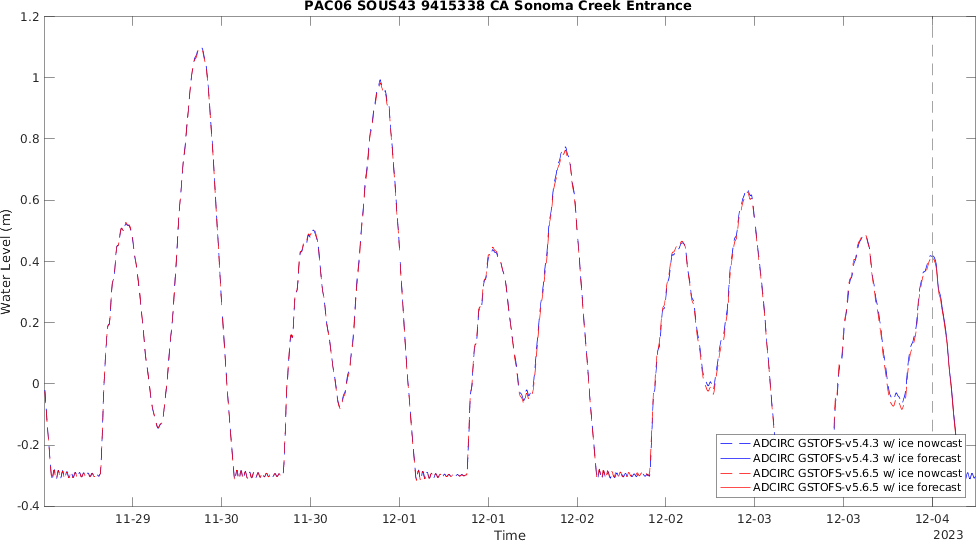 PAC06 SOUS43 9415338 CA Sonoma Creek Entrance
1.2
1
0.8
0.6
0.4
0.2
0
-0.2
-0.4
Water Level (m)
11-29
11-30
11-30
12-01
12-01
12-02
12-02
12-03
12-03
12-04
Time
2023
ADCIRC GSTOFS-v5.4.3 w/ ice nowcast
ADCIRC GSTOFS-v5.4.3 w/ ice forecast
ADCIRC GSTOFS-v5.6.5 w/ ice nowcast
ADCIRC GSTOFS-v5.6.5 w/ ice forecast